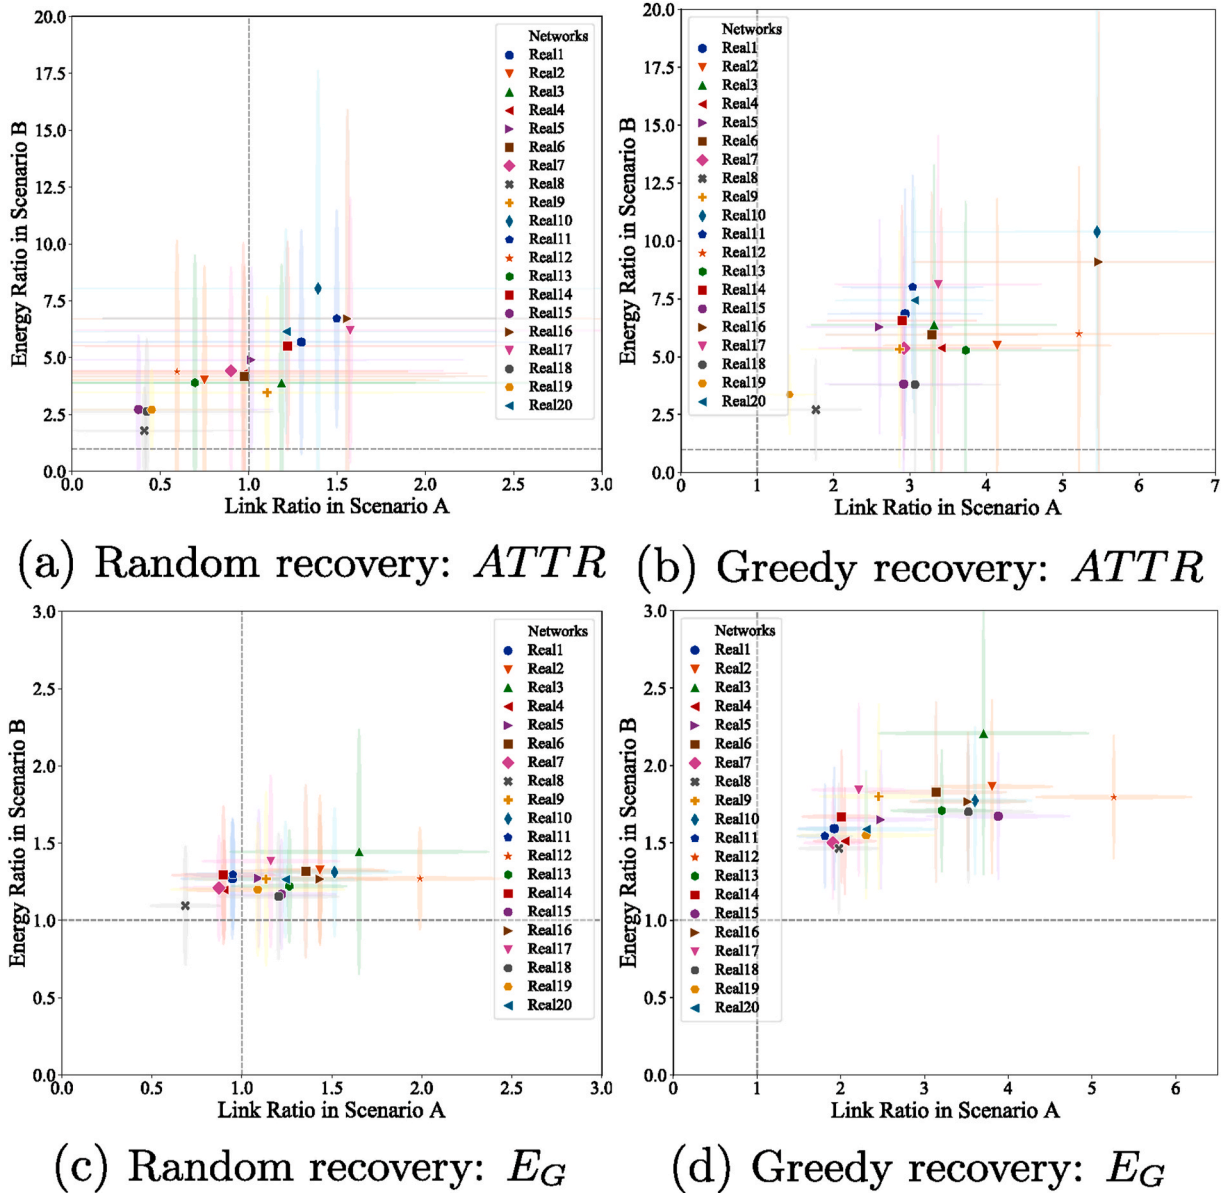 20.0
17.5
15.0
12.5
10.0
7.5
5.0
2.5
0.0
Energy Ratio in Scenario B
Networks
Real1
Real2
Real3
Real4
Real5
Real6
Real7
Real8
Real9
Real10
Real11
Real12
Real13
Real14
Real15
Real16
Real17
Real18
Real19
Real20
0.0 0.5 1.0 1.5 2.0 2.5 3.0
Link Ratio in Scenario A
(a) Random recovery: ATTR
20.0
17.5
15.0
12.5
10.0
7.5
5.0
2.5
0.0
Energy Ratio in Scenario B
Networks
Real1
Real2
Real3
Real4
Real5
Real6
Real7
Real8
Real9
Real10
Real11
Real12
Real13
Real14
Real15
Real16
Real17
Real18
Real19
Real20
0 1 2 3 4 5 6 7
Link Ratio in Scenario A
(b) Greedy recovery: ATTR
3.0
2.5
2.0
1.5
1.0
0.5
0.0
Energy Ratio in Scenario B
Networks
Real1
Real2
Real3
Real4
Real5
Real6
Real7
Real8
Real9
Real10
Real11
Real12
Real13
Real14
Real15
Real16
Real17
Real18
Real19
Real20
0.0 0.5 1.0 1.5 2.0 2.5 3.0
Link Ratio in Scenario A
(c) Random recovery: E_G
3.0
2.5
2.0
1.5
1.0
0.5
0.0
Energy Ratio in Scenario B
Networks
Real1
Real2
Real3
Real4
Real5
Real6
Real7
Real8
Real9
Real10
Real11
Real12
Real13
Real14
Real15
Real16
Real17
Real18
Real19
Real20
0 1 2 3 4 5 6
Link Ratio in Scenario A
(d) Greedy recovery: E_G